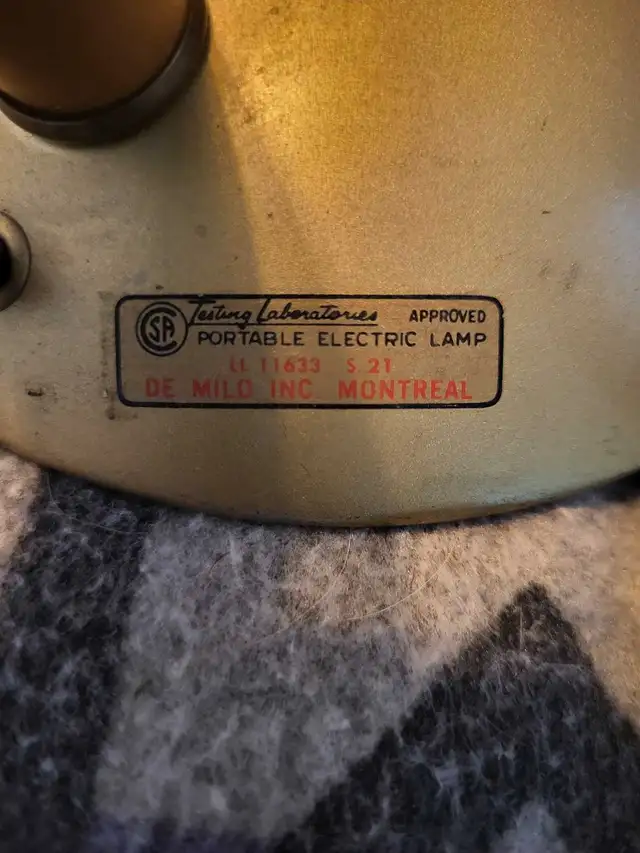 CSA Testing Laboratories APPROVED
PORTABLE ELECTRIC LAMP
LL 11633 S 21
DE MILO INC MONTREAL